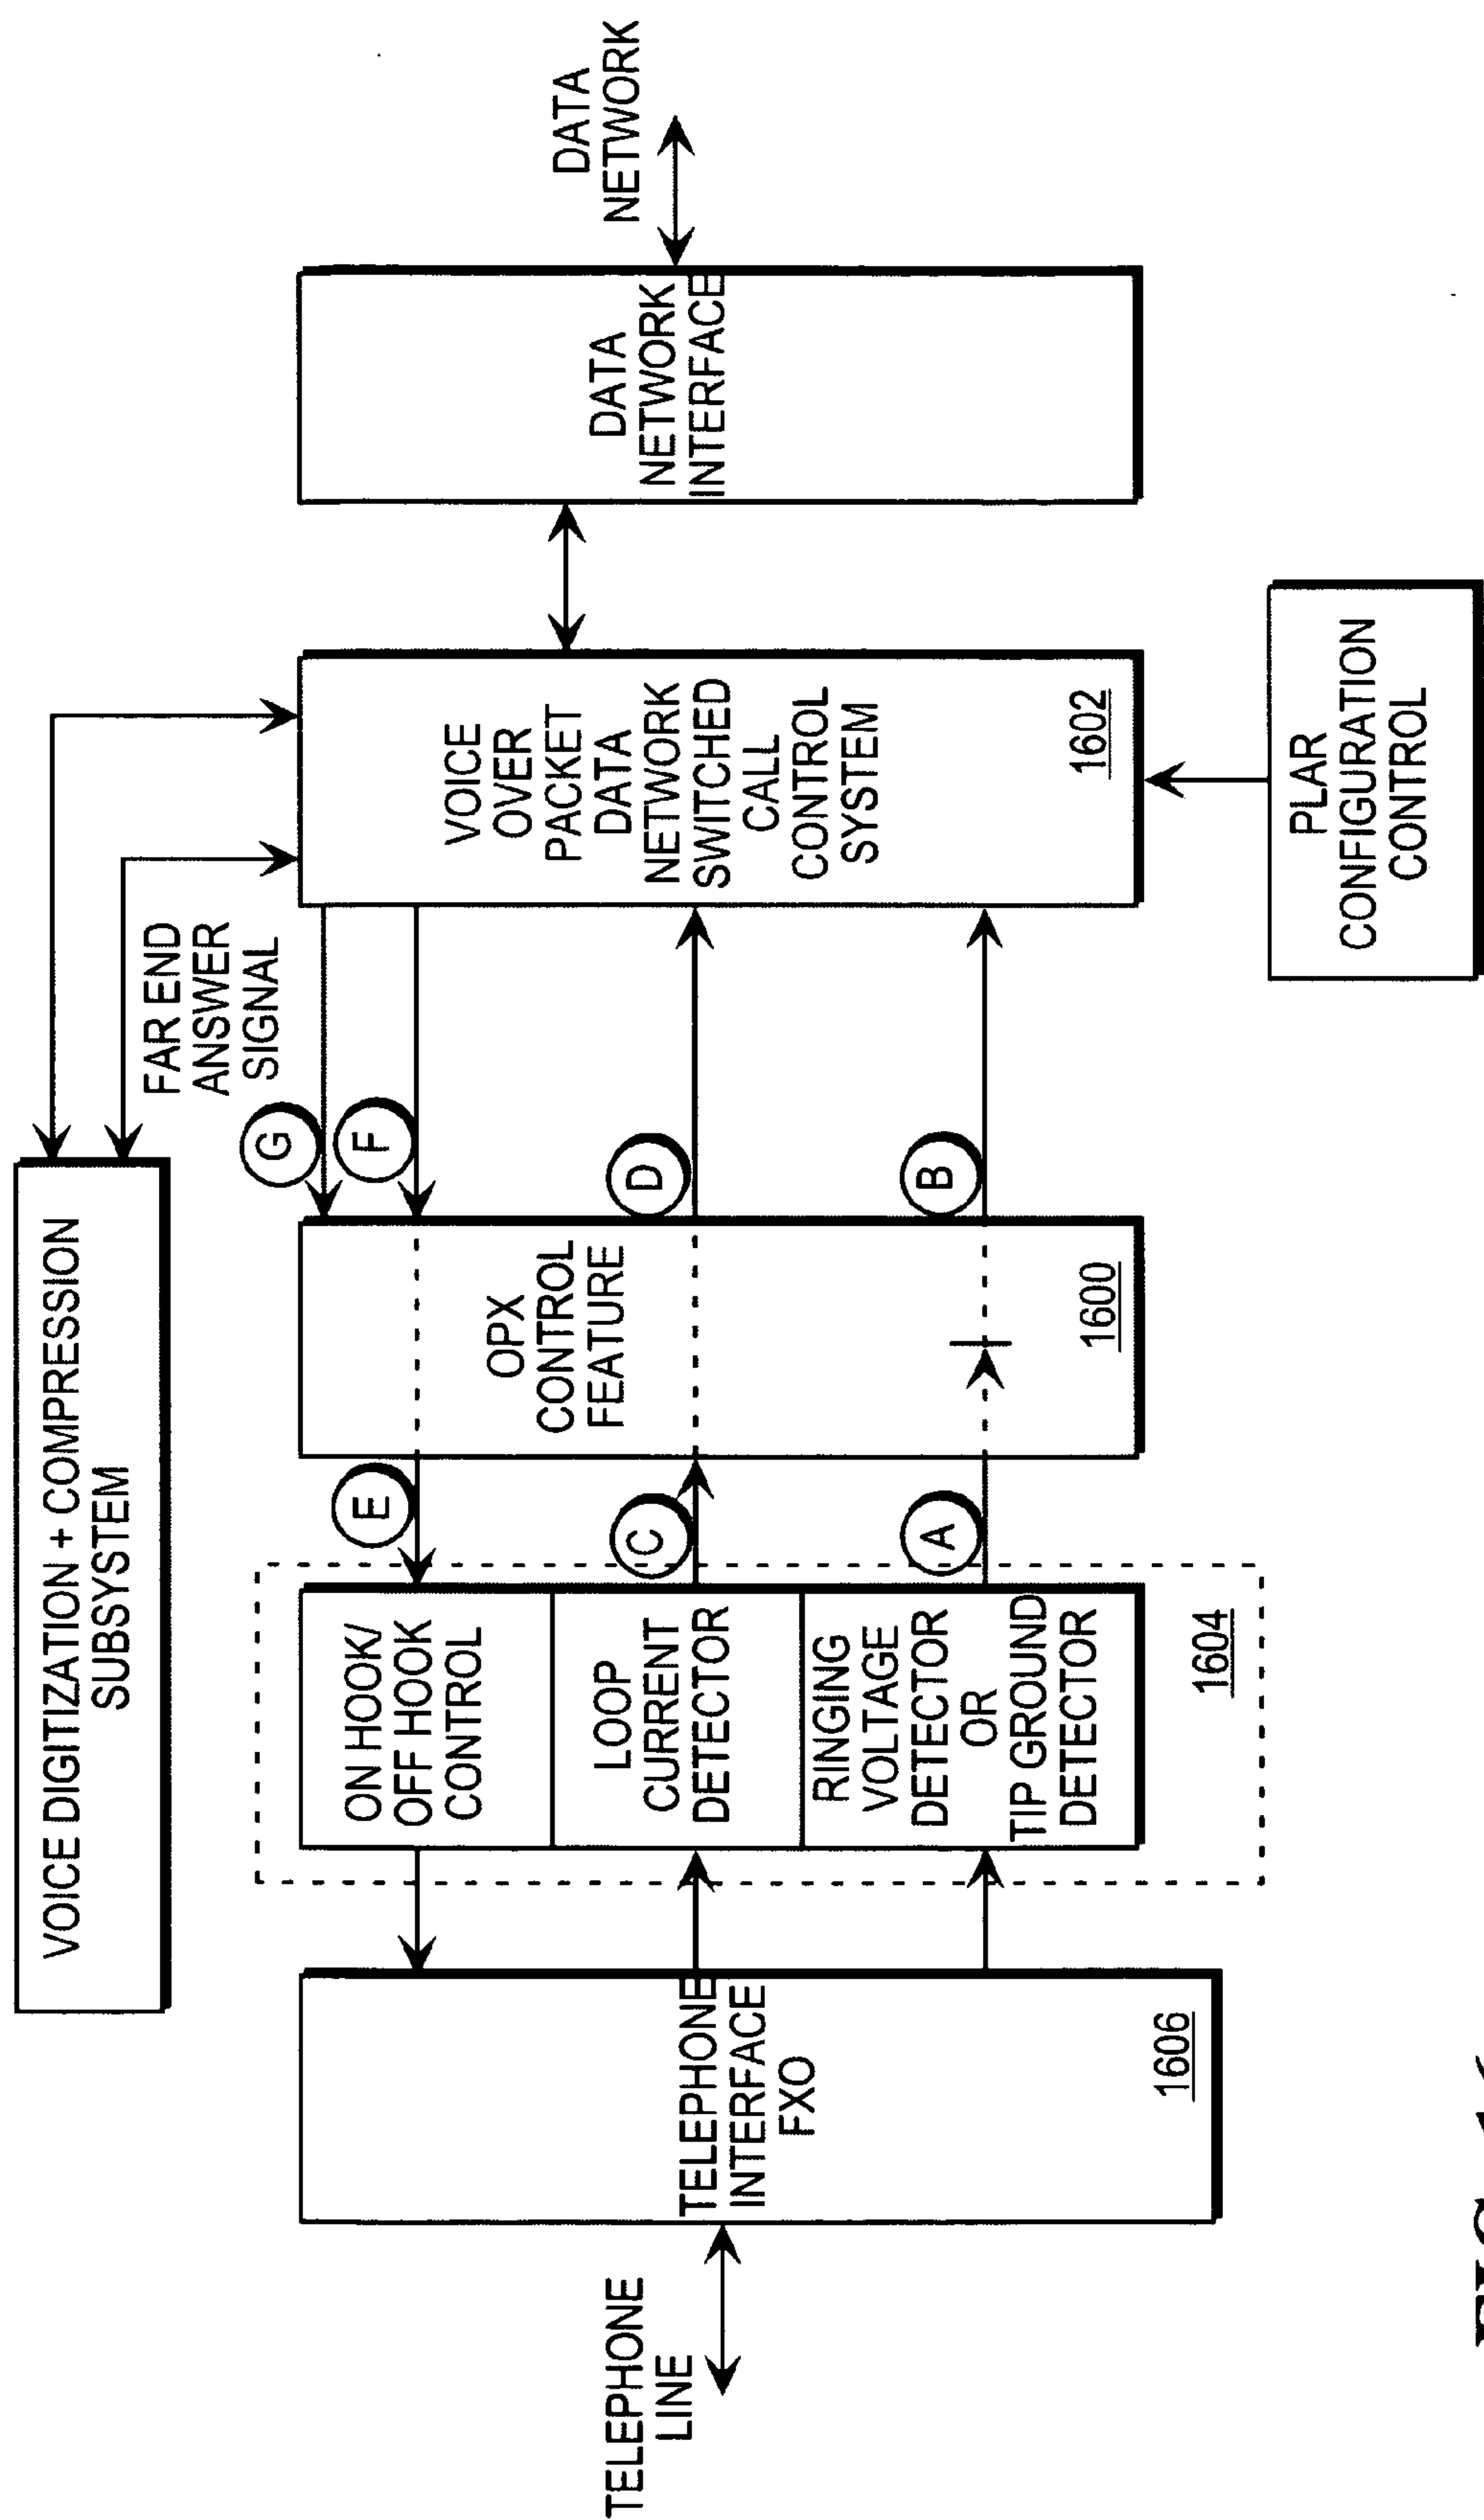 VOICE DIGITIZATION + COMPRESSION
SUBSYSTEM
FAR END
ANSWER
SIGNAL
TELEPHONE
LINE
TELEPHONE
INTERFACE
FXO
1606
ON HOOK/
OFF HOOK
CONTROL
LOOP
CURRENT
DETECTOR
RINGING
VOLTAGE
DETECTOR
OR
TIP GROUND
DETECTOR
1604
E
C
A
OPX
CONTROL
FEATURE
1600
G
F
D
B
VOICE
OVER
PACKET
DATA
NETWORK
SWITCHED
CALL
CONTROL
SYSTEM
1602
DATA
NETWORK
INTERFACE
DATA
NETWORK
PLAR
CONFIGURATION
CONTROL